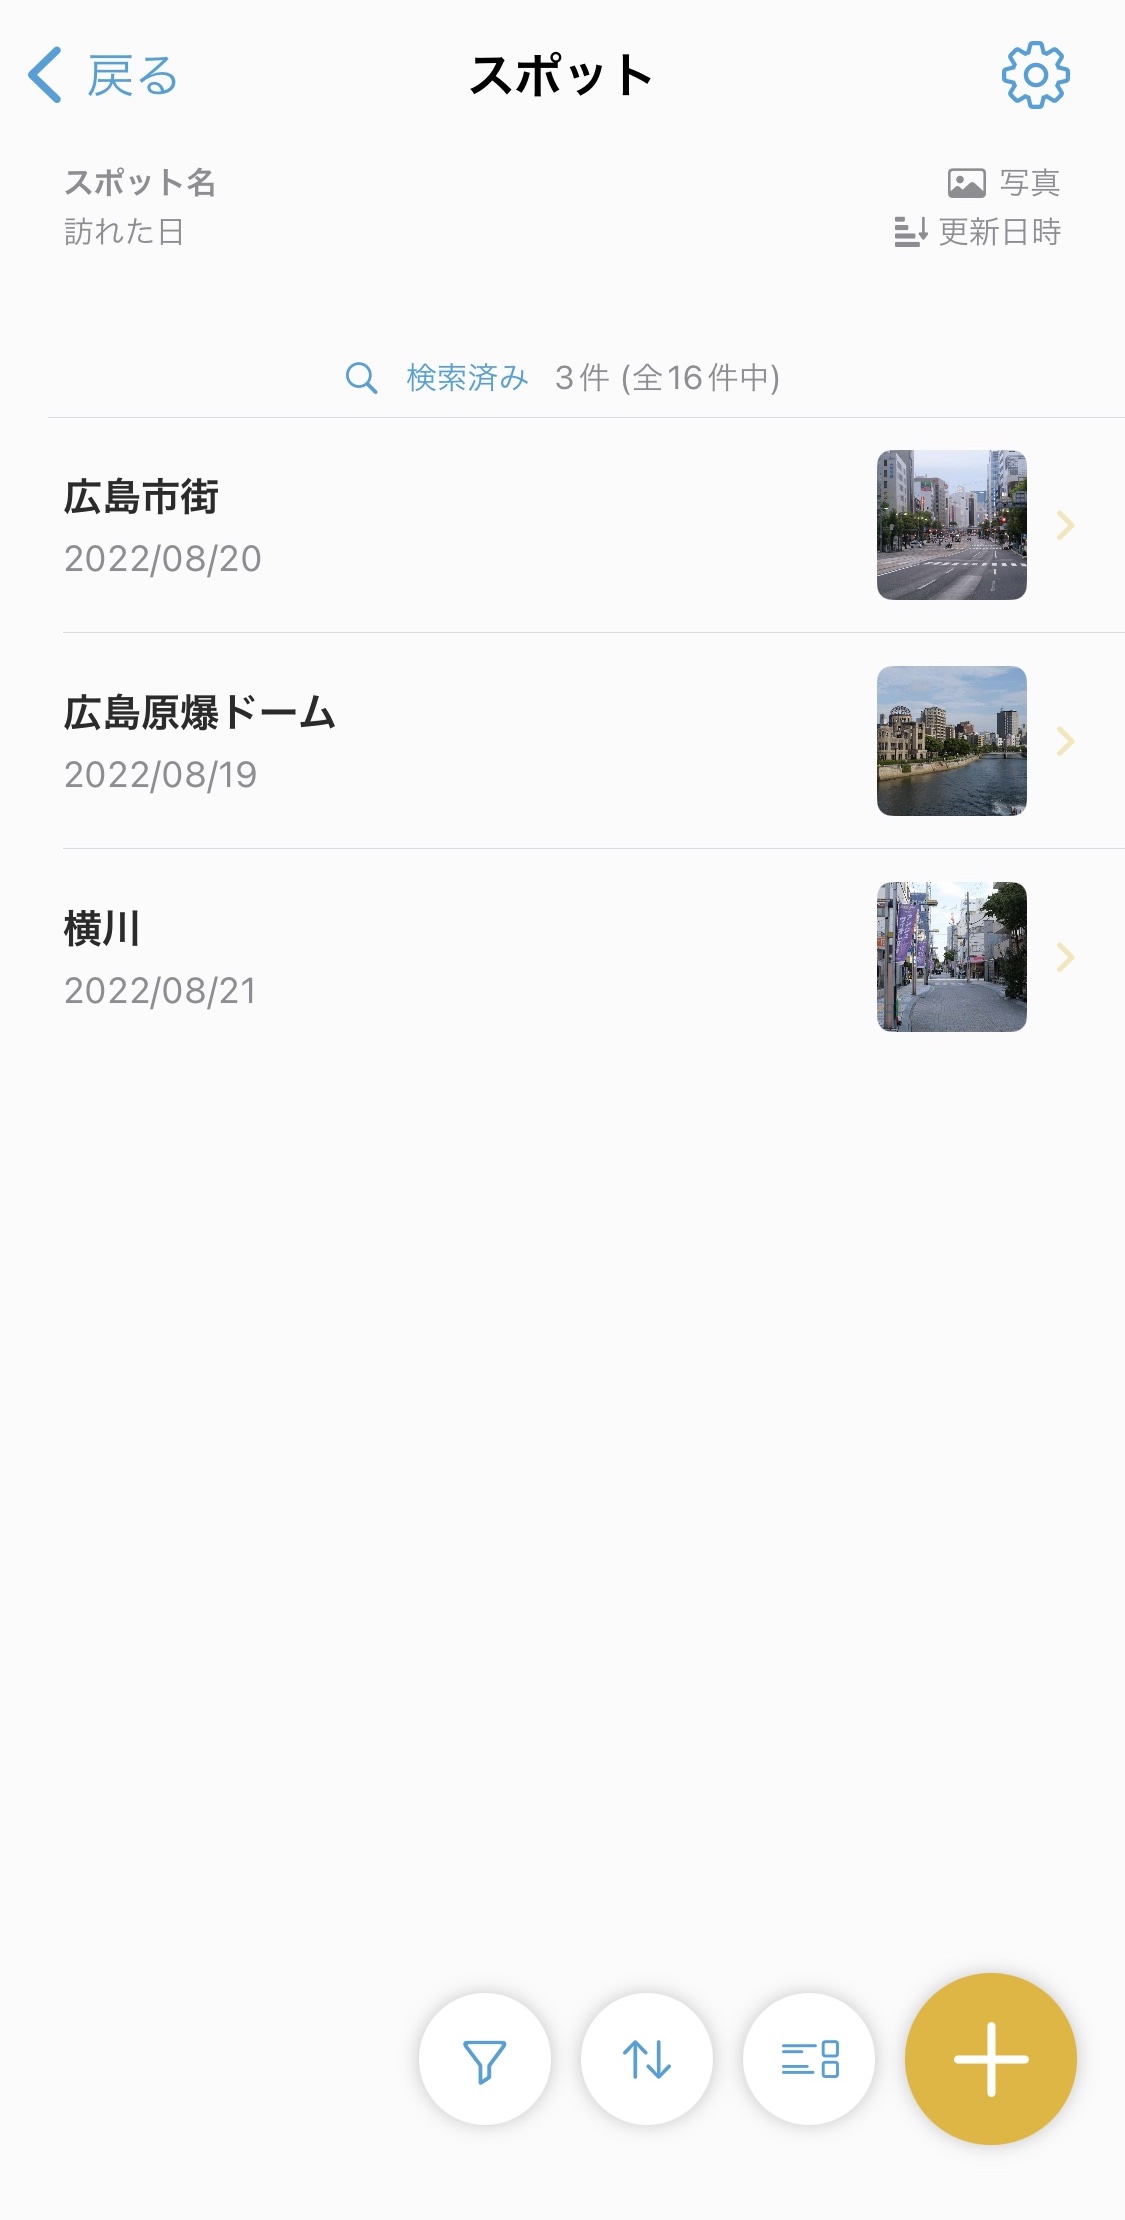 戻る
スポット
スポット名
写真
訪れた日
更新日時
検索済み 3件 (全16件中)
広島市街
2022/08/20
広島原爆ドーム
2022/08/19
横川
2022/08/21